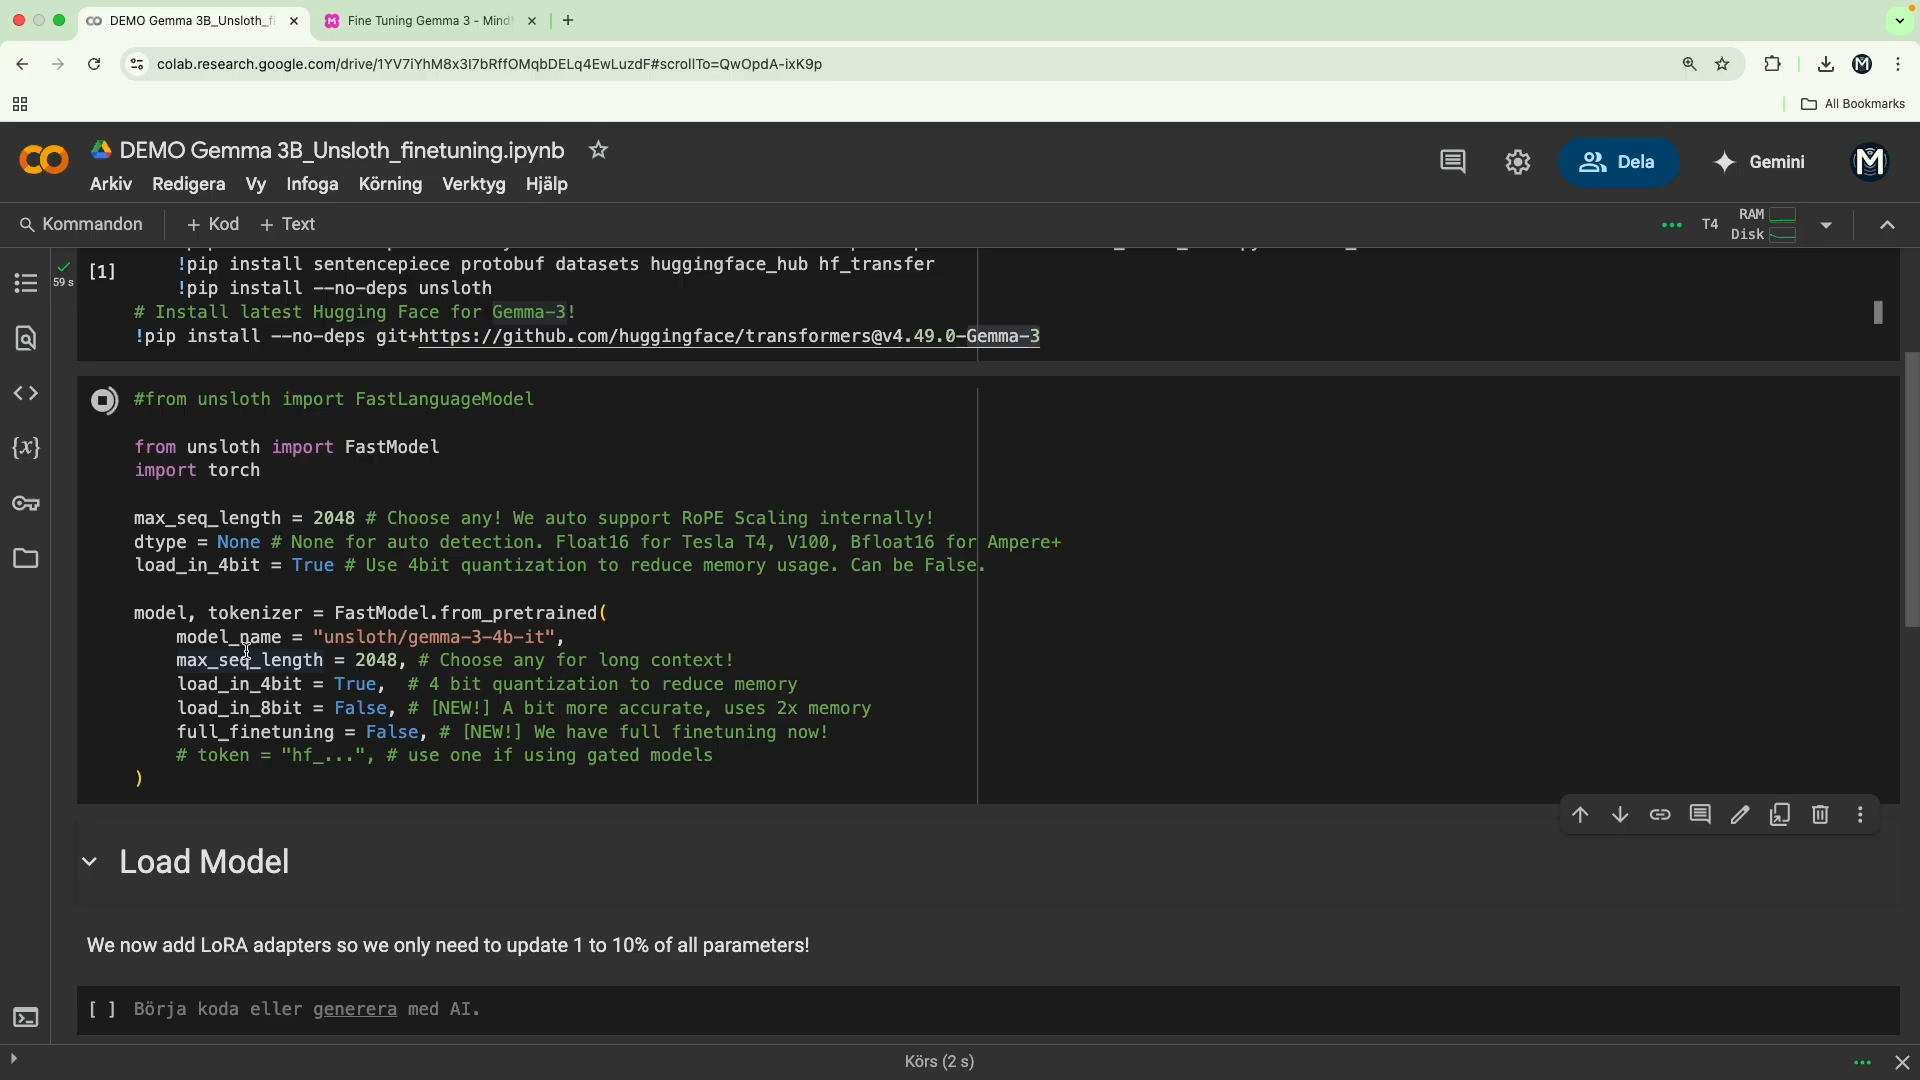 DEMO Gemma 3B_Unsloth_fi
Fine Tuning Gemma 3 - Mind
colab.research.google.com/drive/1YV7iYhM8x3I7bRffOMqbDELq4EwLuzdF#scrollTo=QwOpdA-ixK9p
All Bookmarks
DEMO Gemma 3B_Unsloth_finetuning.ipynb
Arkiv Redigera Vy Infoga Körning Verktyg Hjälp
Dela
Gemini
Kommandon
+ Kod + Text
T4 RAM
Disk
59 s
[1]
!pip install sentencepiece protobuf datasets huggingface_hub hf_transfer
!pip install --no-deps unsloth
# Install latest Hugging Face for Gemma-3!
!pip install --no-deps git+https://github.com/huggingface/transformers@v4.49.0-Gemma-3
#from unsloth import FastLanguageModel
from unsloth import FastModel
import torch
max_seq_length = 2048 # Choose any! We auto support RoPE Scaling internally!
dtype = None # None for auto detection. Float16 for Tesla T4, V100, Bfloat16 for Ampere+
load_in_4bit = True # Use 4bit quantization to reduce memory usage. Can be False.
model, tokenizer = FastModel.from_pretrained(
model_name = "unsloth/gemma-3-4b-it",
max_seq_length = 2048, # Choose any for long context!
load_in_4bit = True, # 4 bit quantization to reduce memory
load_in_8bit = False, # [NEW!] A bit more accurate, uses 2x memory
full_finetuning = False, # [NEW!] We have full finetuning now!
# token = "hf_...", # use one if using gated models
)
Load Model
We now add LoRA adapters so we only need to update 1 to 10% of all parameters!
[ ] Börja koda eller generera med AI.
Körs (2 s)